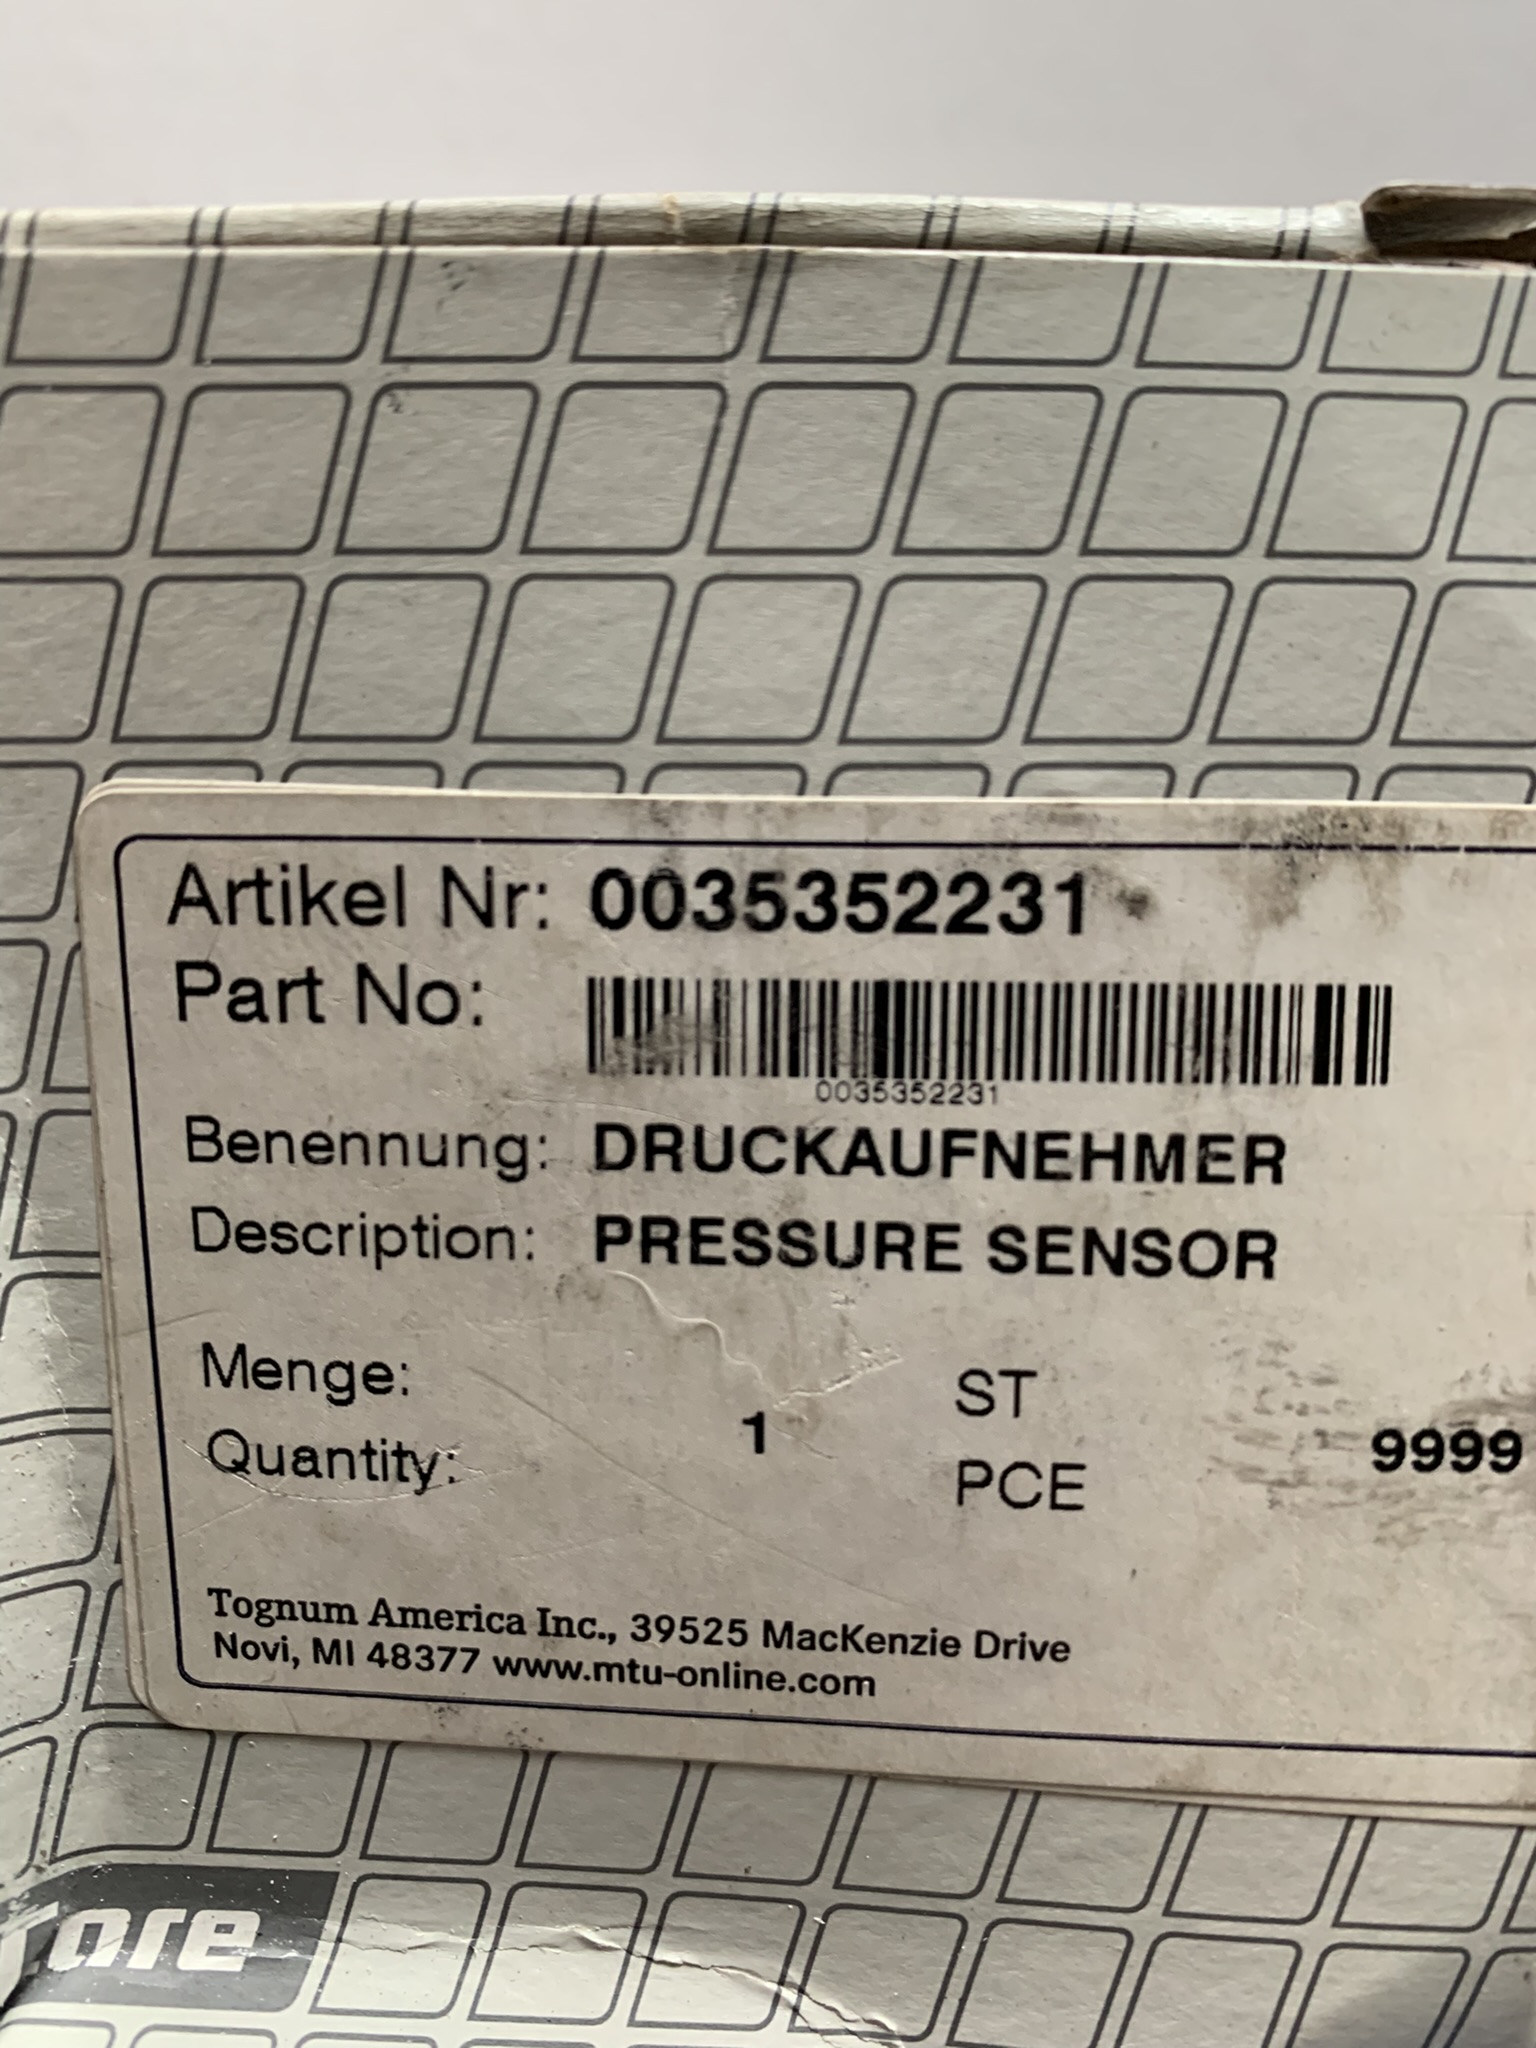 Artikel Nr: 0035352231
Part No:
0035352231
Benennung: DRUCKAUFNEHMER
Description: PRESSURE SENSOR
Menge: ST
Quantity: 1 PCE 9999
Tognum America Inc., 39525 MacKenzie Drive
Novi, MI 48377 www.mtu-online.com